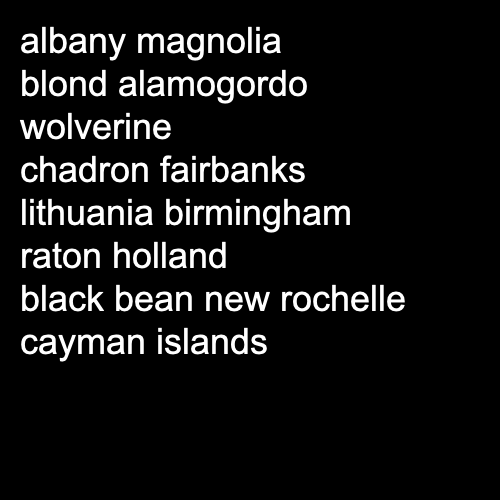 albany magnolia
blond alamogordo
wolverine
chadron fairbanks
lithuania birmingham
raton holland
black bean new rochelle
cayman islands